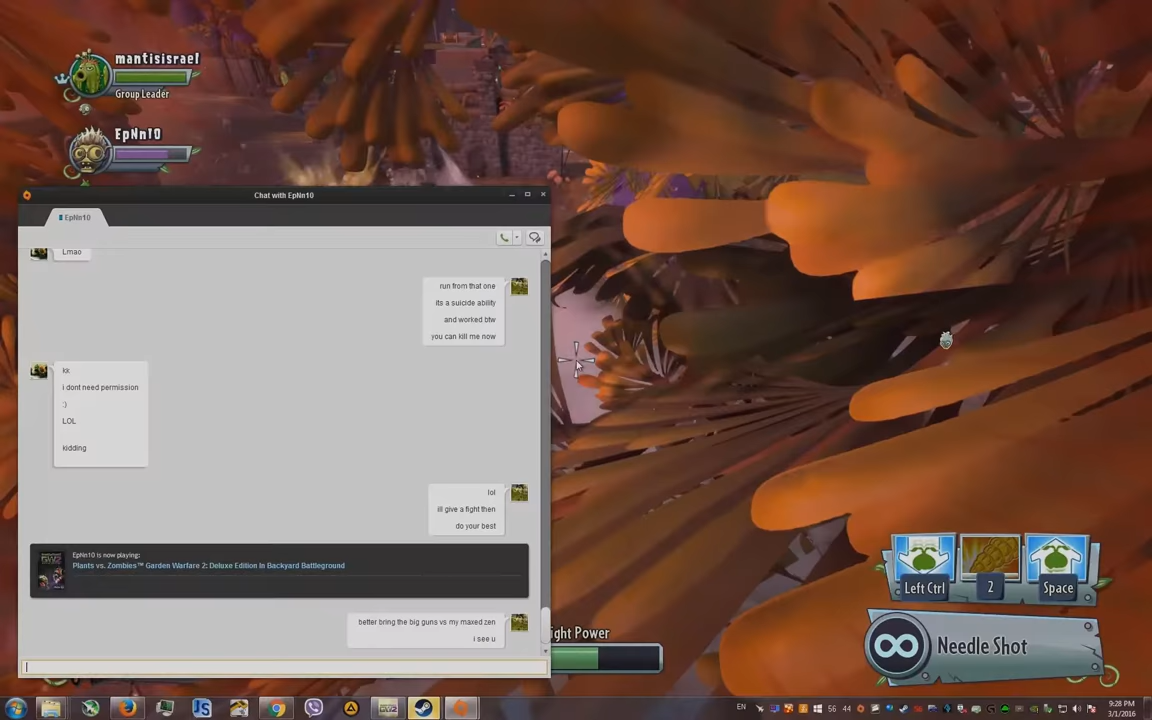 mantisisrael
Group Leader
EpNn10
Chat with EpNn10
EpNn10
Lmao
run from that one
its a suicide ability
and worked btw
you can kill me now
kk
i dont need permission
:)
LOL
kidding
lol
ill give a fight then
do your best
EpNn10 is now playing:
Plants vs. Zombies™ Garden Warfare 2: Deluxe Edition In Backyard Battleground
better bring the big guns vs my maxed zen
i see u
ight Power
Left Ctrl
2
Space
Needle Shot
EN
56
44
9:28 PM
3/1/2016